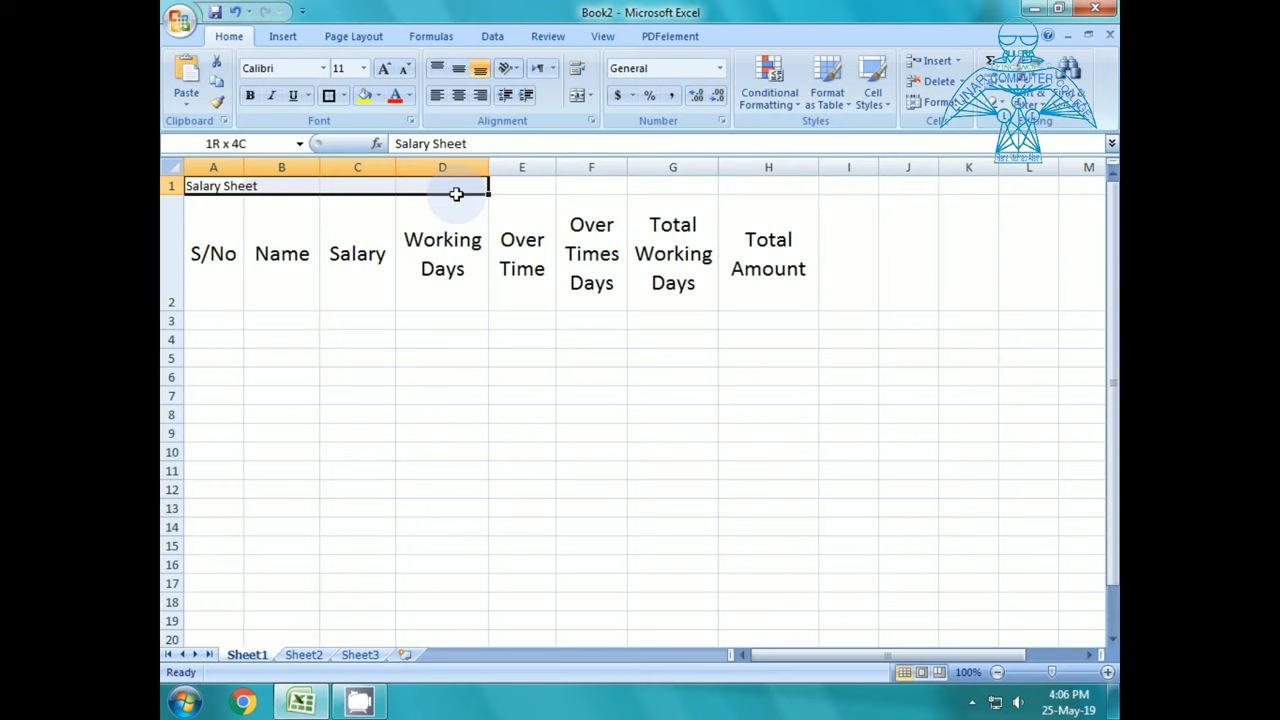 Book2 - Microsoft Excel
Home Insert Page Layout Formulas Data Review View PDFelement
Paste
Calibri 11
General
Conditional Formatting
Format as Table
Cell Styles
Insert
Delete
Clipboard Font Alignment Number Styles
1R x 4C Salary Sheet
A B C D E F G H I J K L M
1 Salary Sheet
2 S/No Name Salary Working Days Over Time Over Times Days Total Working Days Total Amount
3
4
5
6
7
8
9
10
11
12
13
14
15
16
17
18
19
20
Sheet1 Sheet2 Sheet3
Ready 100%
4:06 PM
25-May-19